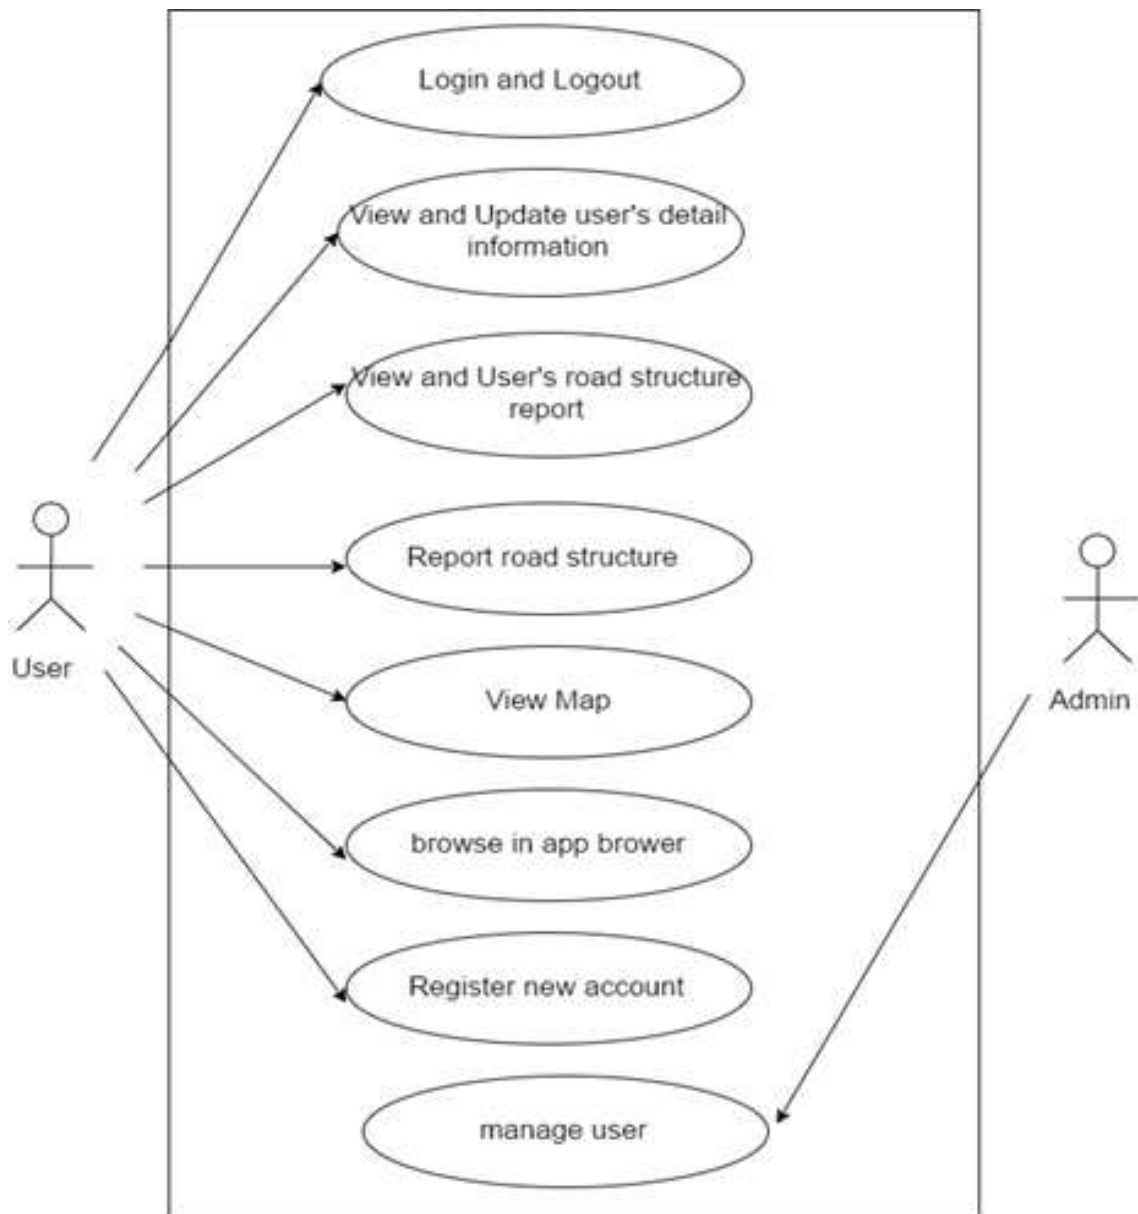 Login and Logout
View and Update user's detail
information
View and User's road structure
report
Report road structure
User
View Map
Admin
browse in app brower
Register new account
manage user